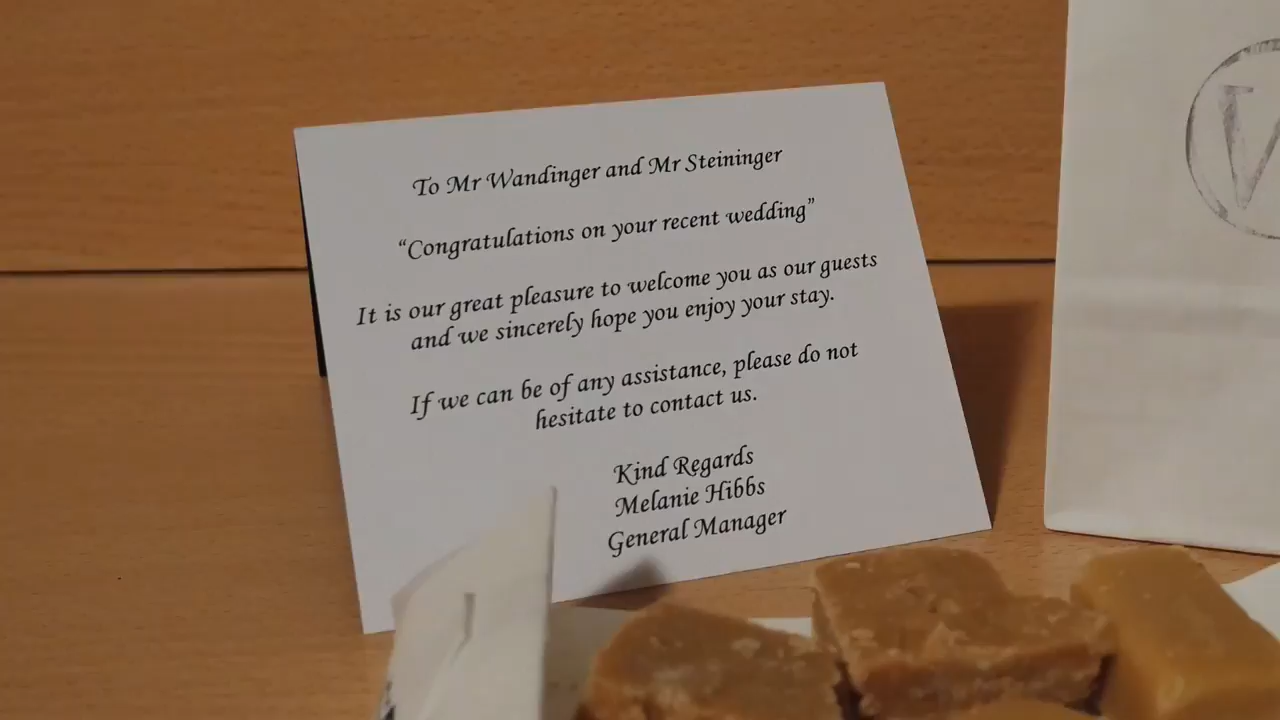 To Mr Wandinger and Mr Steininger
“Congratulations on your recent wedding”
It is our great pleasure to welcome you as our guests
and we sincerely hope you enjoy your stay.
If we can be of any assistance, please do not
hesitate to contact us.
Kind Regards
Melanie Hibbs
General Manager